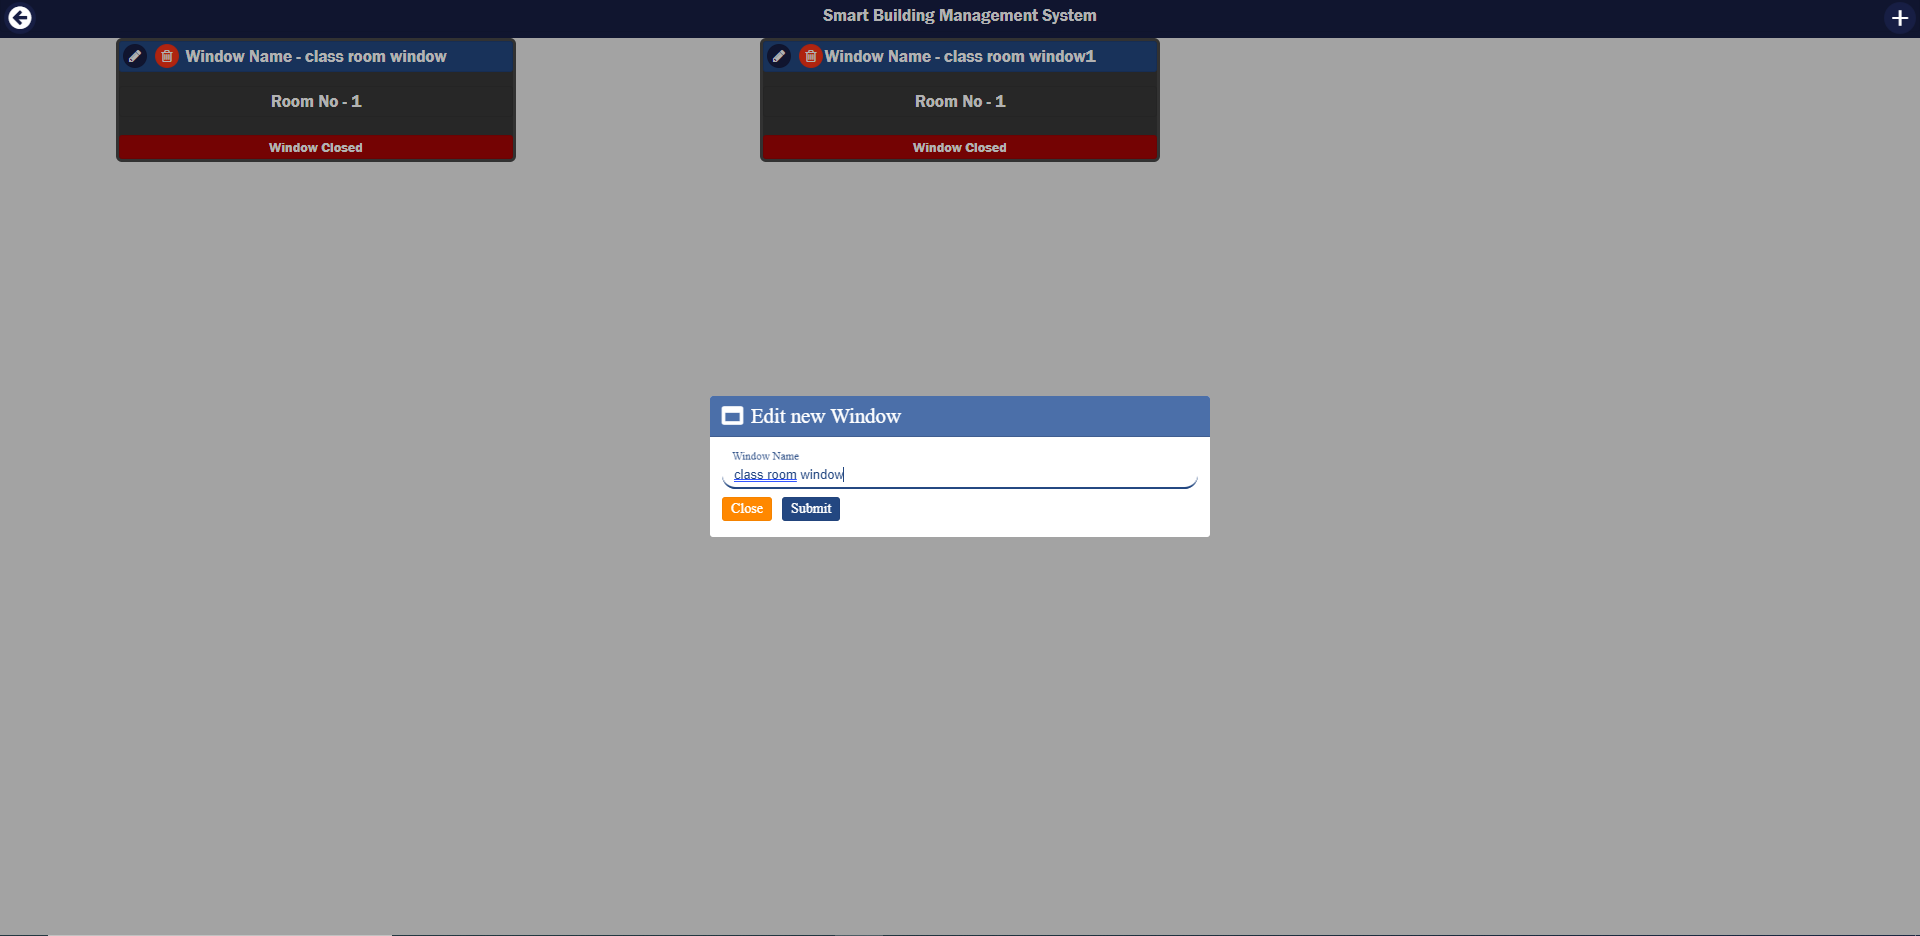 Smart Building Management System
Window Name - class room window
Room No - 1
Window Closed
Window Name - class room window1
Room No - 1
Window Closed
Edit new Window
Window Name
class room window
Close Submit